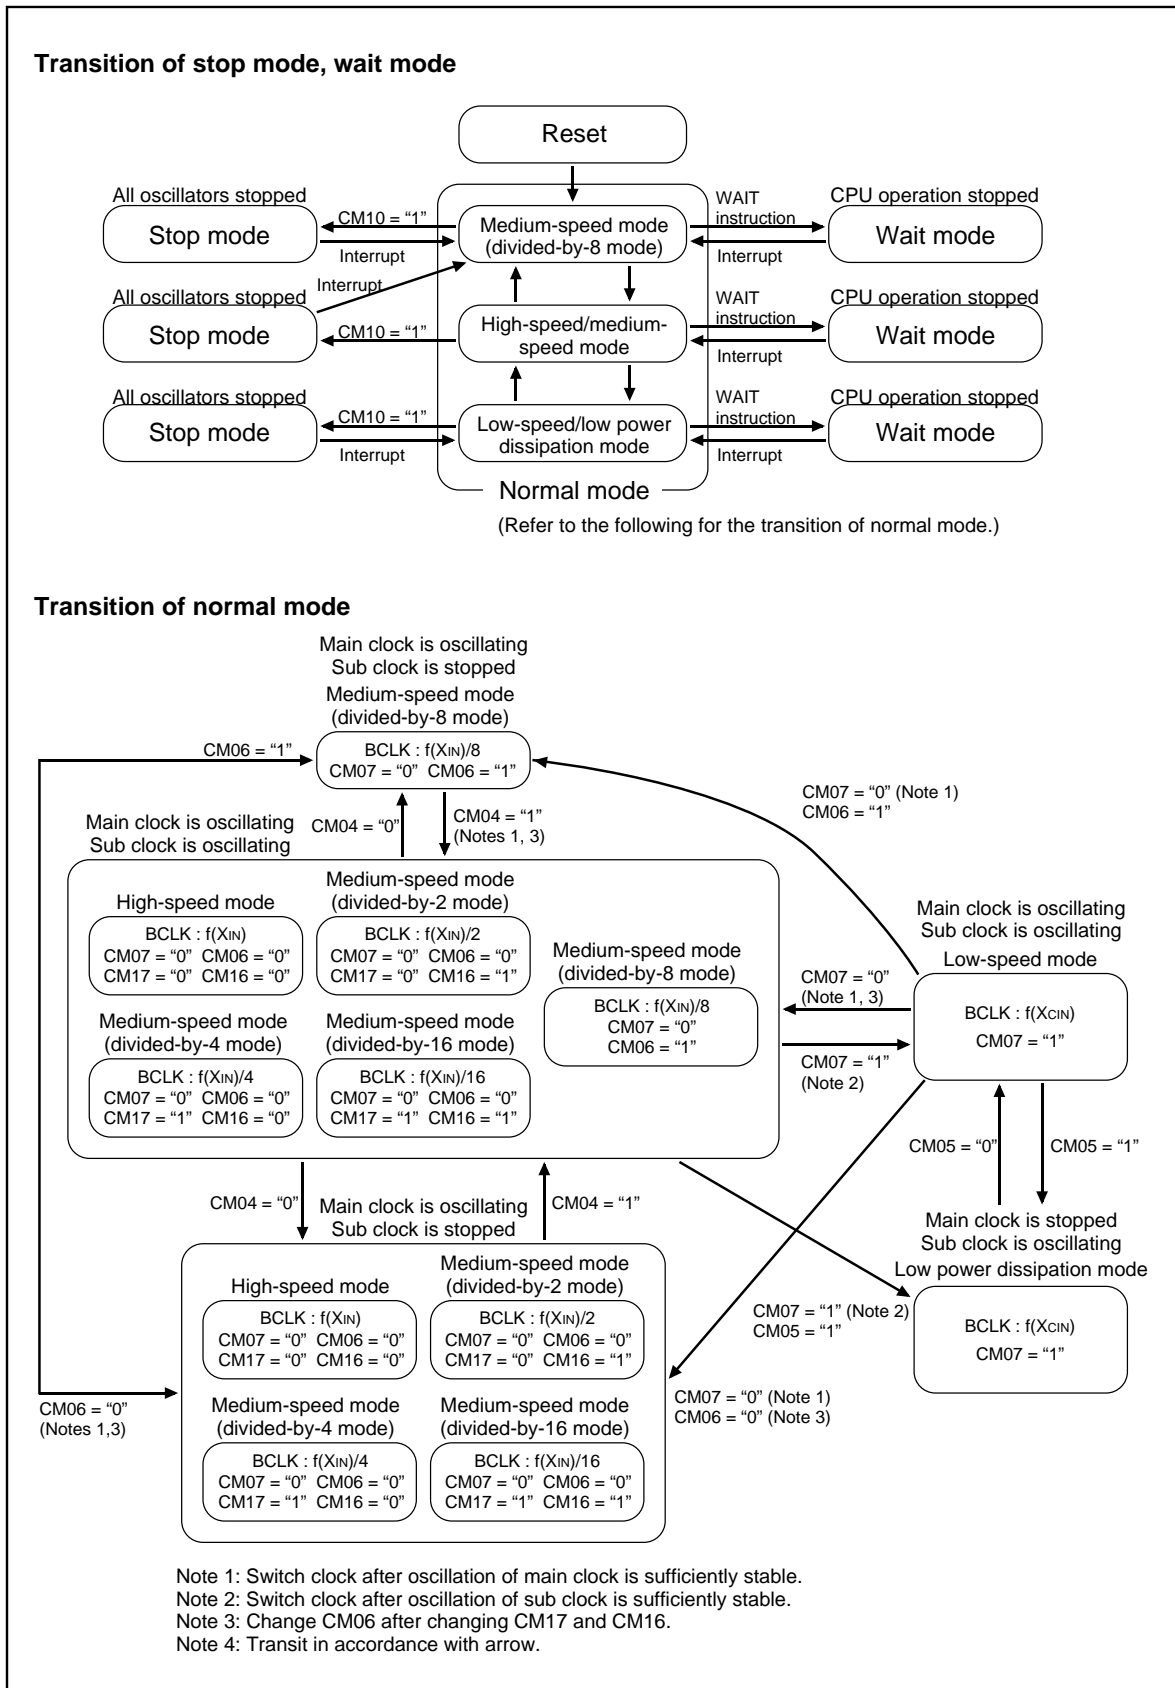 Transition of stop mode, wait mode
Reset
All oscillators stopped
Stop mode
CM10 = “1”
Interrupt
Medium-speed mode
(divided-by-8 mode)
WAIT
instruction
Interrupt
CPU operation stopped
Wait mode
Interrupt
All oscillators stopped
Stop mode
CM10 = “1”
High-speed/medium-
speed mode
WAIT
instruction
Interrupt
CPU operation stopped
Wait mode
All oscillators stopped
Stop mode
CM10 = “1”
Interrupt
Low-speed/low power
dissipation mode
WAIT
instruction
Interrupt
CPU operation stopped
Wait mode
Normal mode
(Refer to the following for the transition of normal mode.)
Transition of normal mode
Main clock is oscillating
Sub clock is stopped
Medium-speed mode
(divided-by-8 mode)
CM06 = “1”
BCLK : f(XIN)/8
CM07 = “0” CM06 = “1”
CM07 = “0” (Note 1)
CM06 = “1”
Main clock is oscillating
Sub clock is oscillating
CM04 = “0”
CM04 = “1”
(Notes 1, 3)
High-speed mode
BCLK : f(XIN)
CM07 = “0” CM06 = “0”
CM17 = “0” CM16 = “0”
Medium-speed mode
(divided-by-2 mode)
BCLK : f(XIN)/2
CM07 = “0” CM06 = “0”
CM17 = “0” CM16 = “1”
Medium-speed mode
(divided-by-8 mode)
BCLK : f(XIN)/8
CM07 = “0”
CM06 = “1”
Medium-speed mode
(divided-by-4 mode)
BCLK : f(XIN)/4
CM07 = “0” CM06 = “0”
CM17 = “1” CM16 = “0”
Medium-speed mode
(divided-by-16 mode)
BCLK : f(XIN)/16
CM07 = “0” CM06 = “0”
CM17 = “1” CM16 = “1”
CM07 = “0”
(Note 1, 3)
CM07 = “1”
(Note 2)
Main clock is oscillating
Sub clock is oscillating
Low-speed mode
BCLK : f(XCIN)
CM07 = “1”
CM05 = “0”
CM05 = “1”
Main clock is stopped
Sub clock is oscillating
Low power dissipation mode
BCLK : f(XCIN)
CM07 = “1”
CM07 = “1” (Note 2)
CM05 = “1”
CM04 = “0”
Main clock is oscillating
Sub clock is stopped
CM04 = “1”
High-speed mode
BCLK : f(XIN)
CM07 = “0” CM06 = “0”
CM17 = “0” CM16 = “0”
Medium-speed mode
(divided-by-2 mode)
BCLK : f(XIN)/2
CM07 = “0” CM06 = “0”
CM17 = “0” CM16 = “1”
Medium-speed mode
(divided-by-4 mode)
BCLK : f(XIN)/4
CM07 = “0” CM06 = “0”
CM17 = “1” CM16 = “0”
Medium-speed mode
(divided-by-16 mode)
BCLK : f(XIN)/16
CM07 = “0” CM06 = “0”
CM17 = “1” CM16 = “1”
CM06 = “0”
(Notes 1,3)
CM07 = “0” (Note 1)
CM06 = “0” (Note 3)
Note 1: Switch clock after oscillation of main clock is sufficiently stable.
Note 2: Switch clock after oscillation of sub clock is sufficiently stable.
Note 3: Change CM06 after changing CM17 and CM16.
Note 4: Transit in accordance with arrow.